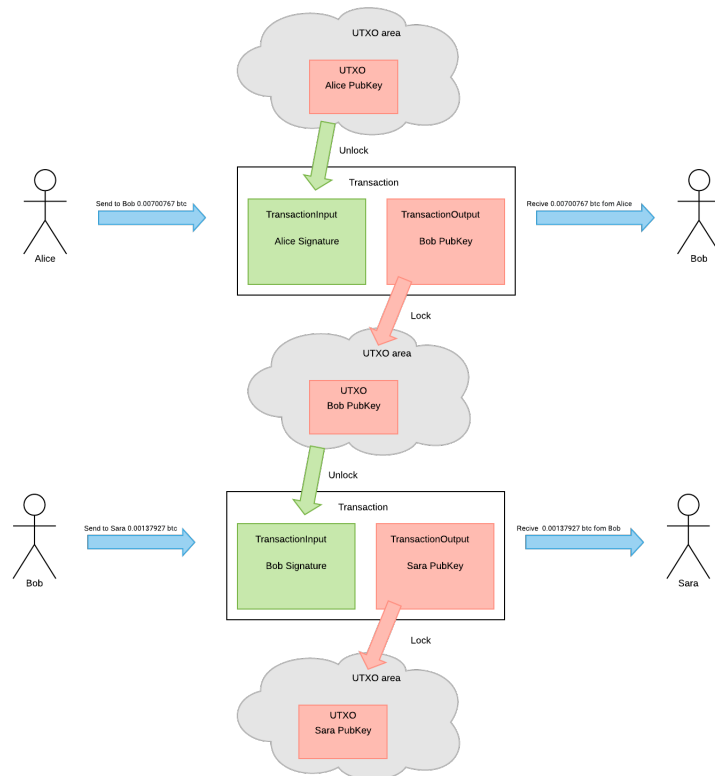 UTXO area
UTXO
Alice PubKey
Unlock
Transaction
Send to Bob 0.00700767 btc
TransactionInput
Alice Signature
TransactionOutput
Bob PubKey
Recive 0.00700767 btc fom Alice
Alice
Bob
Lock
UTXO area
UTXO
Bob PubKey
Unlock
Transaction
Send to Sara 0.00137927 btc
TransactionInput
Bob Signature
TransactionOutput
Sara PubKey
Recive  0.00137927 btc fom Bob
Bob
Sara
Lock
UTXO area
UTXO
Sara PubKey